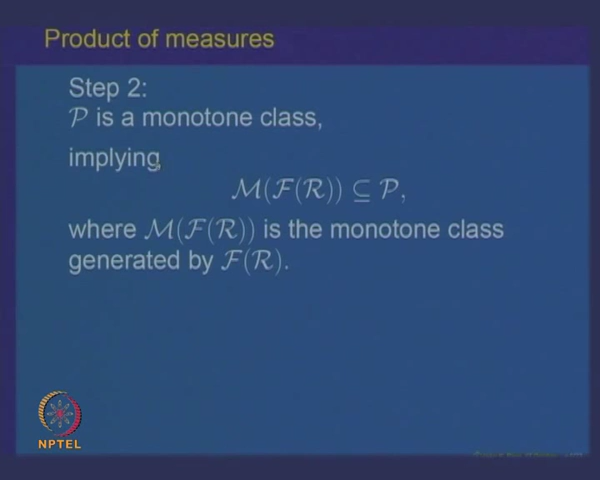 Product of measures
Step 2:
𝒫 is a monotone class,
implying
ℳ(ℱ(ℛ)) ⊆ 𝒫,
where ℳ(ℱ(ℛ)) is the monotone class
generated by ℱ(ℛ).
NPTEL